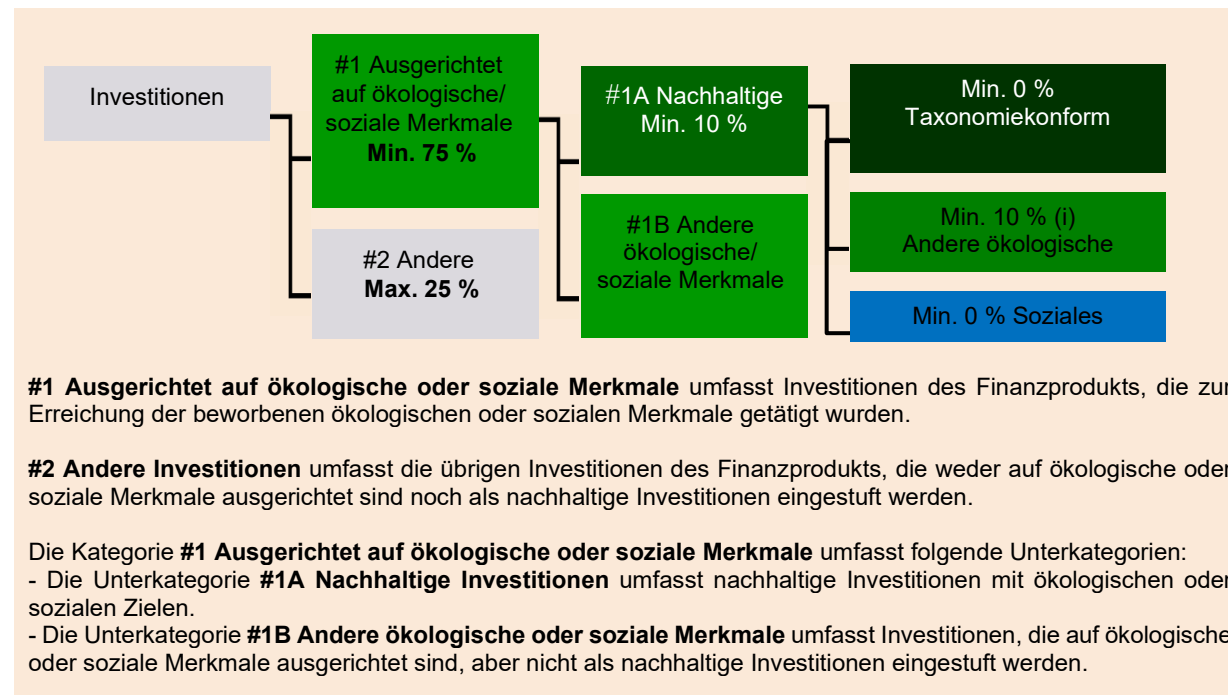 Investitionen
#1 Ausgerichtet
auf ökologische/
soziale Merkmale
Min. 75 %
#2 Andere
Max. 25 %
#1A Nachhaltige
Min. 10 %
#1B Andere
ökologische/
soziale Merkmale
Min. 0 %
Taxonomiekonform
Min. 10 % (i)
Andere ökologische
Min. 0 % Soziales
#1 Ausgerichtet auf ökologische oder soziale Merkmale umfasst Investitionen des Finanzprodukts, die zur
Erreichung der beworbenen ökologischen oder sozialen Merkmale getätigt wurden.
#2 Andere Investitionen umfasst die übrigen Investitionen des Finanzprodukts, die weder auf ökologische oder
soziale Merkmale ausgerichtet sind noch als nachhaltige Investitionen eingestuft werden.
Die Kategorie #1 Ausgerichtet auf ökologische oder soziale Merkmale umfasst folgende Unterkategorien:
- Die Unterkategorie #1A Nachhaltige Investitionen umfasst nachhaltige Investitionen mit ökologischen oder
sozialen Zielen.
- Die Unterkategorie #1B Andere ökologische oder soziale Merkmale umfasst Investitionen, die auf ökologische
oder soziale Merkmale ausgerichtet sind, aber nicht als nachhaltige Investitionen eingestuft werden.